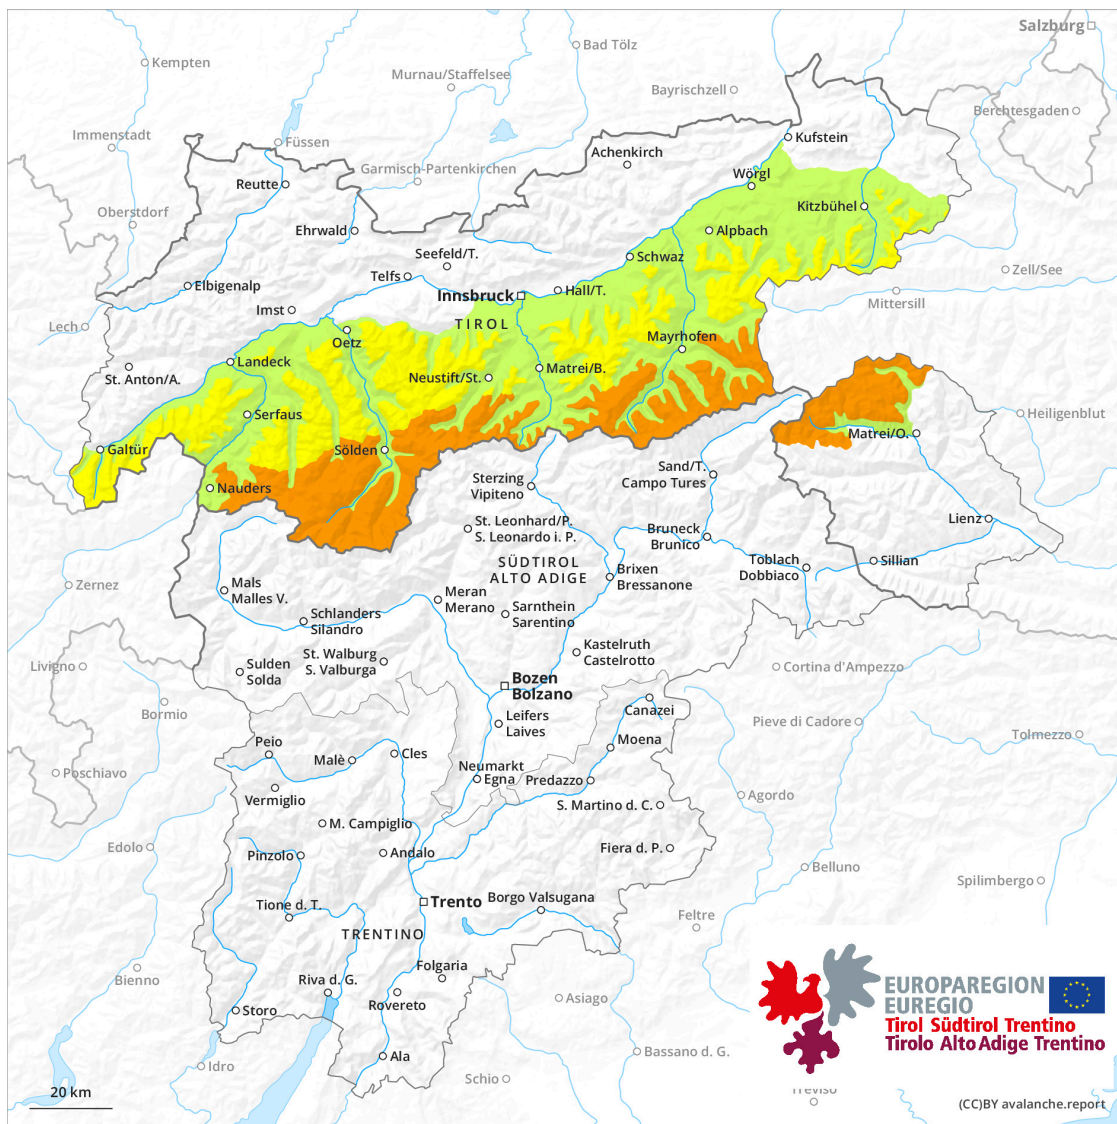 Salzburg
Bad Tölz
Kempten
Murnau/Staffelsee
Bayrischzell
Berchtesgaden
Immenstadt
Füssen
Kufstein
Achenkirch
Garmisch-Partenkirchen
Wörgl
Reutte
Oberstdorf
Kitzbühel
Ehrwald
Alpbach
Seefeld/T.
Schwaz
Telfs
Zell/See
Elbigenalp
Innsbruck
Hall/T.
Mittersill
Imst
TIROL
Lech
Oetz
Mayrhofen
Landeck
Matrei/B.
St. Anton/A.
Neustift/St.
Serfaus
Heiligenblut
Matrei/O.
Galtür
Sölden
Sand/T.
Campo Tures
Sterzing
Vipiteno
Nauders
St. Leonhard/P.
S. Leonardo i. P.
Lienz
Bruneck
Brunico
SÜDTIROL
ALTO ADIGE
Toblach
Dobbiaco
Sillian
Brixen
Bressanone
Zernez
Mals
Malles V.
Meran
Merano
Sarnthein
Sarentino
Schlanders
Silandro
Kastelruth
Castelrotto
St. Walburg
S. Valburga
Livigno
Sulden
Solda
Cortina d'Ampezzo
Bozen
Bolzano
Bormio
Canazei
Leifers
Laives
Pieve di Cadore
Tolmezzo
Peio
Moena
Malè
Cles
Neumarkt
Egna
Predazzo
Poschiavo
Vermiglio
Agordo
S. Martino d. C.
M. Campiglio
Edolo
Pinzolo
Andalo
Fiera d. P.
Belluno
Spilimbergo
Tione d. T.
Trento
Borgo Valsugana
Feltre
TRENTINO
Folgaria
Bienno
Riva d. G.
Rovereto
Asiago
Storo
EUROPAREGION
EUREGIO
Tirol Südtirol Trentino
Tirolo Alto Adige Trentino
Ala
Bassano d. G.
Idro
Schio
Treviso
20 km
(CC)BY avalanche.report